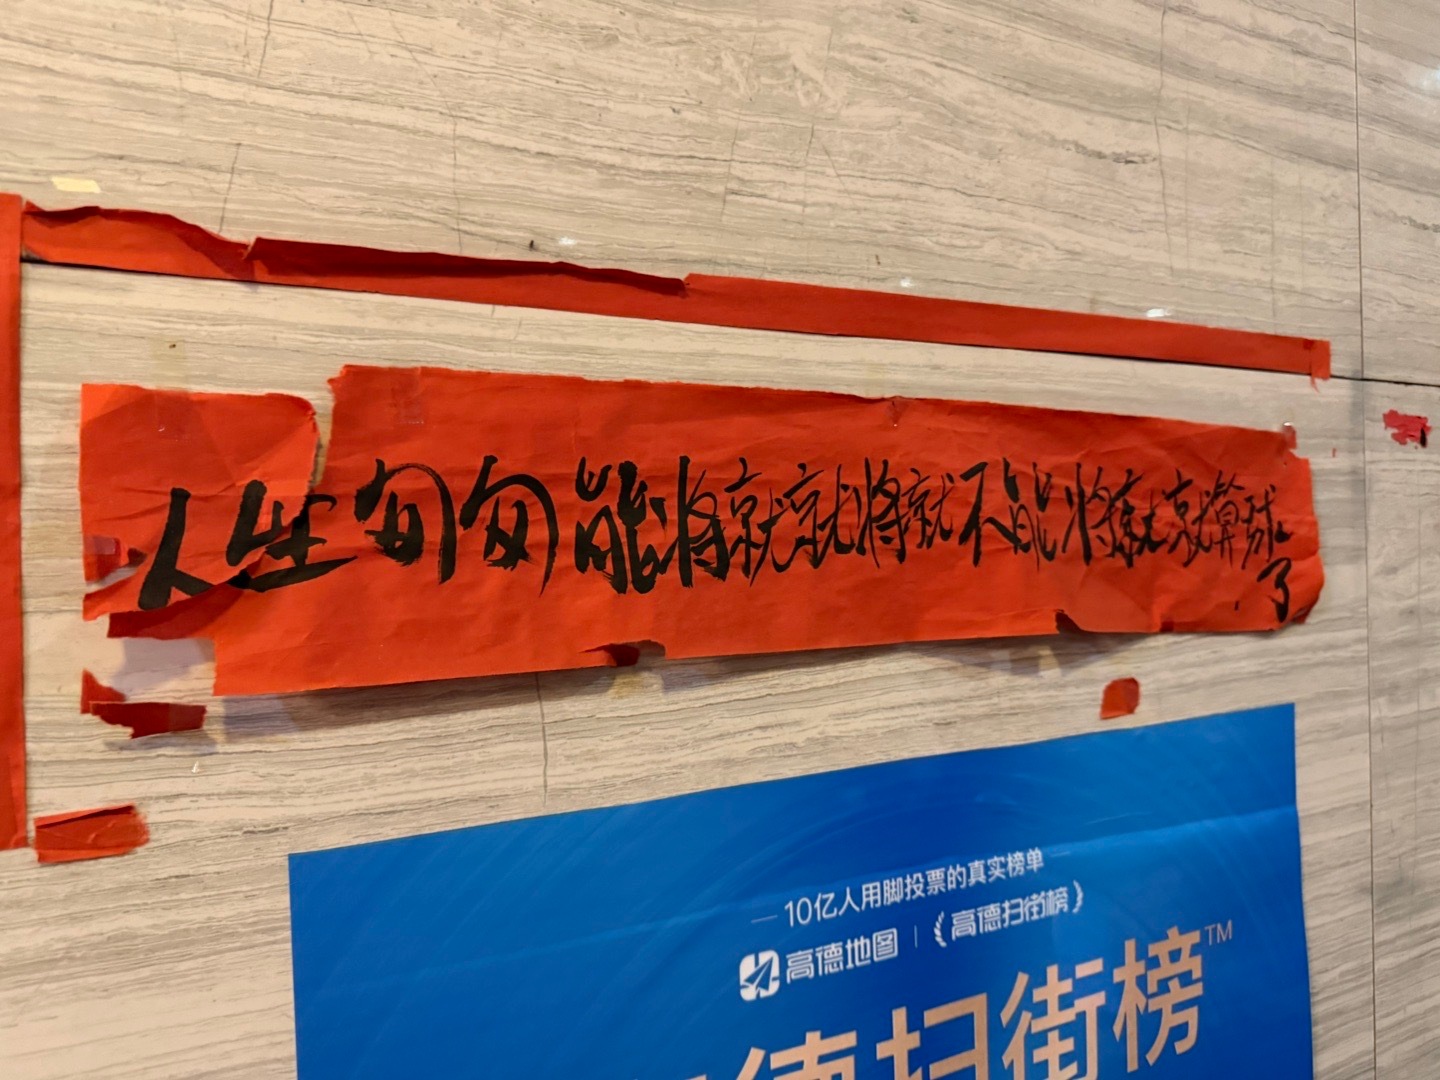 人生匆匆能将就就将就不能将就就算球
了
10亿人用脚投票的真实榜单
高德地图 | 《高德扫街榜》
德扫街榜™